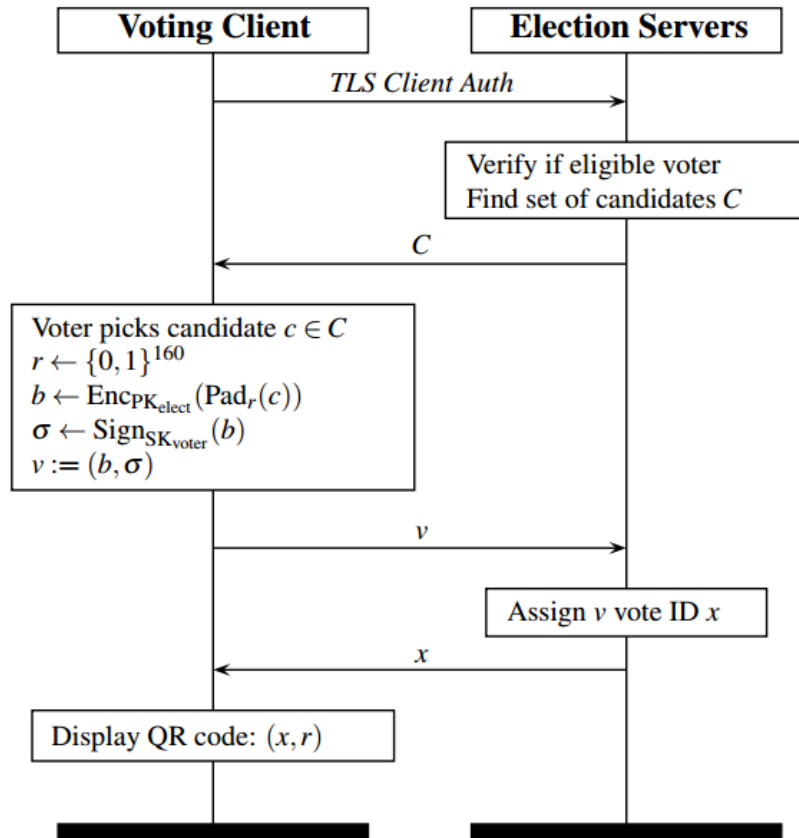 Voting Client
Election Servers
TLS Client Auth
Verify if eligible voter
Find set of candidates C
C
Voter picks candidate c ∈ C
r ← {0,1}^160
b ← Enc_PK_elect(Pad_r(c))
σ ← Sign_SK_voter(b)
v := (b,σ)
v
Assign v vote ID x
x
Display QR code: (x,r)